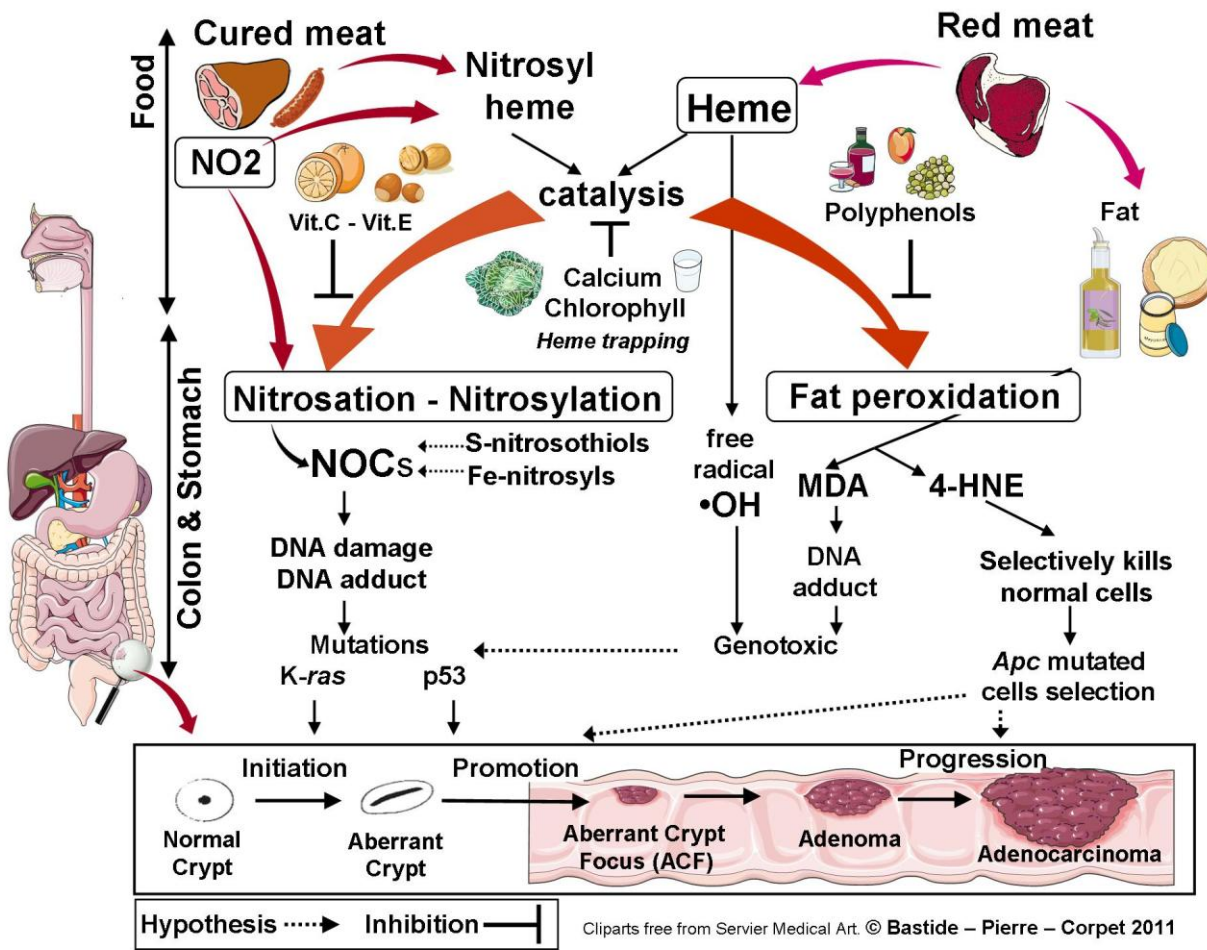 Cured meat
Red meat
Food
Nitrosyl
heme
Heme
NO2
catalysis
Vit.C - Vit.E
Polyphenols
Fat
Calcium
Chlorophyll
Heme trapping
Colon & Stomach
Nitrosation - Nitrosylation
Fat peroxidation
NOCs
S-nitrosothiols
Fe-nitrosyls
free
radical
•OH
MDA
4-HNE
DNA damage
DNA adduct
DNA
adduct
Selectively kills
normal cells
Mutations
K-ras
p53
Genotoxic
Apc mutated
cells selection
Initiation
Promotion
Progression
Normal
Crypt
Aberrant
Crypt
Aberrant Crypt
Focus (ACF)
Adenoma
Adenocarcinoma
Hypothesis
Inhibition
Cliparts free from Servier Medical Art. © Bastide – Pierre – Corpet 2011